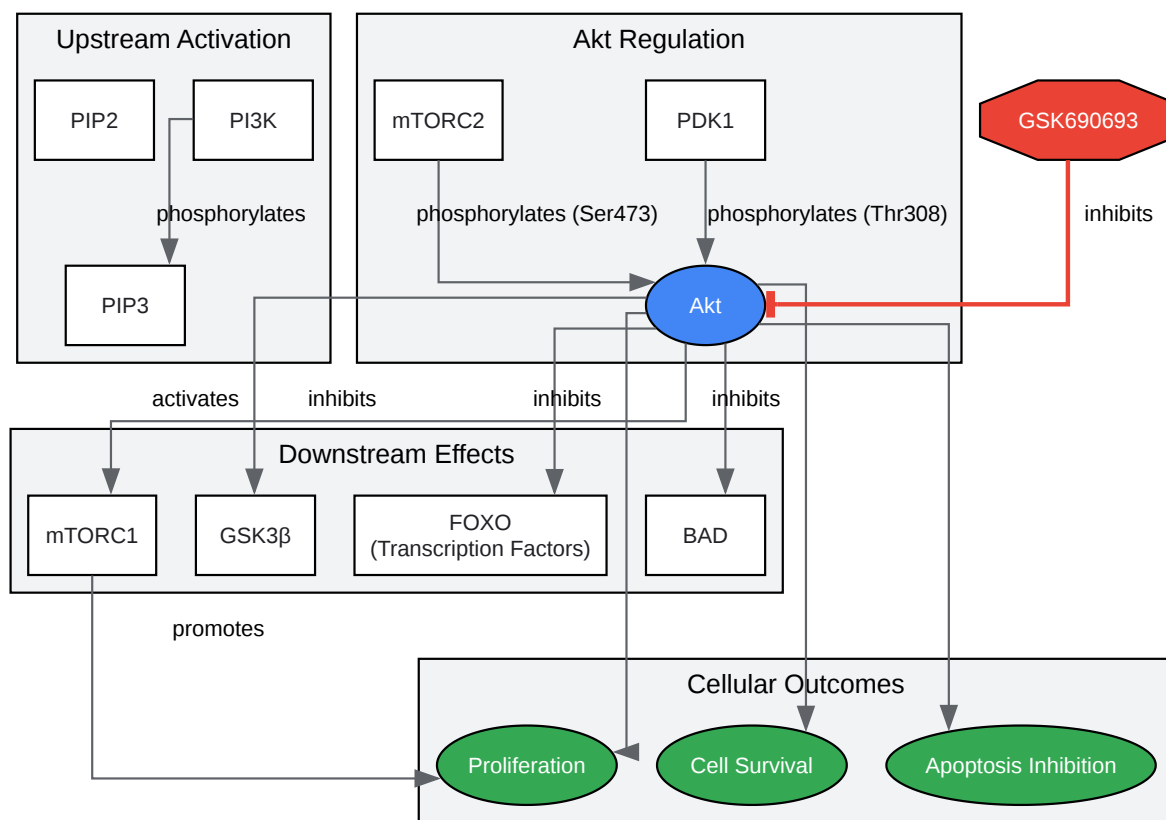 Upstream Activation
Akt Regulation
PIP2
PI3K
mTORC2
PDK1
GSK690693
phosphorylates
phosphorylates (Ser473)
phosphorylates (Thr308)
inhibits
PIP3
Akt
activates
inhibits
inhibits
inhibits
Downstream Effects
mTORC1
GSK3β
FOXO
(Transcription Factors)
BAD
promotes
Cellular Outcomes
Proliferation
Cell Survival
Apoptosis Inhibition